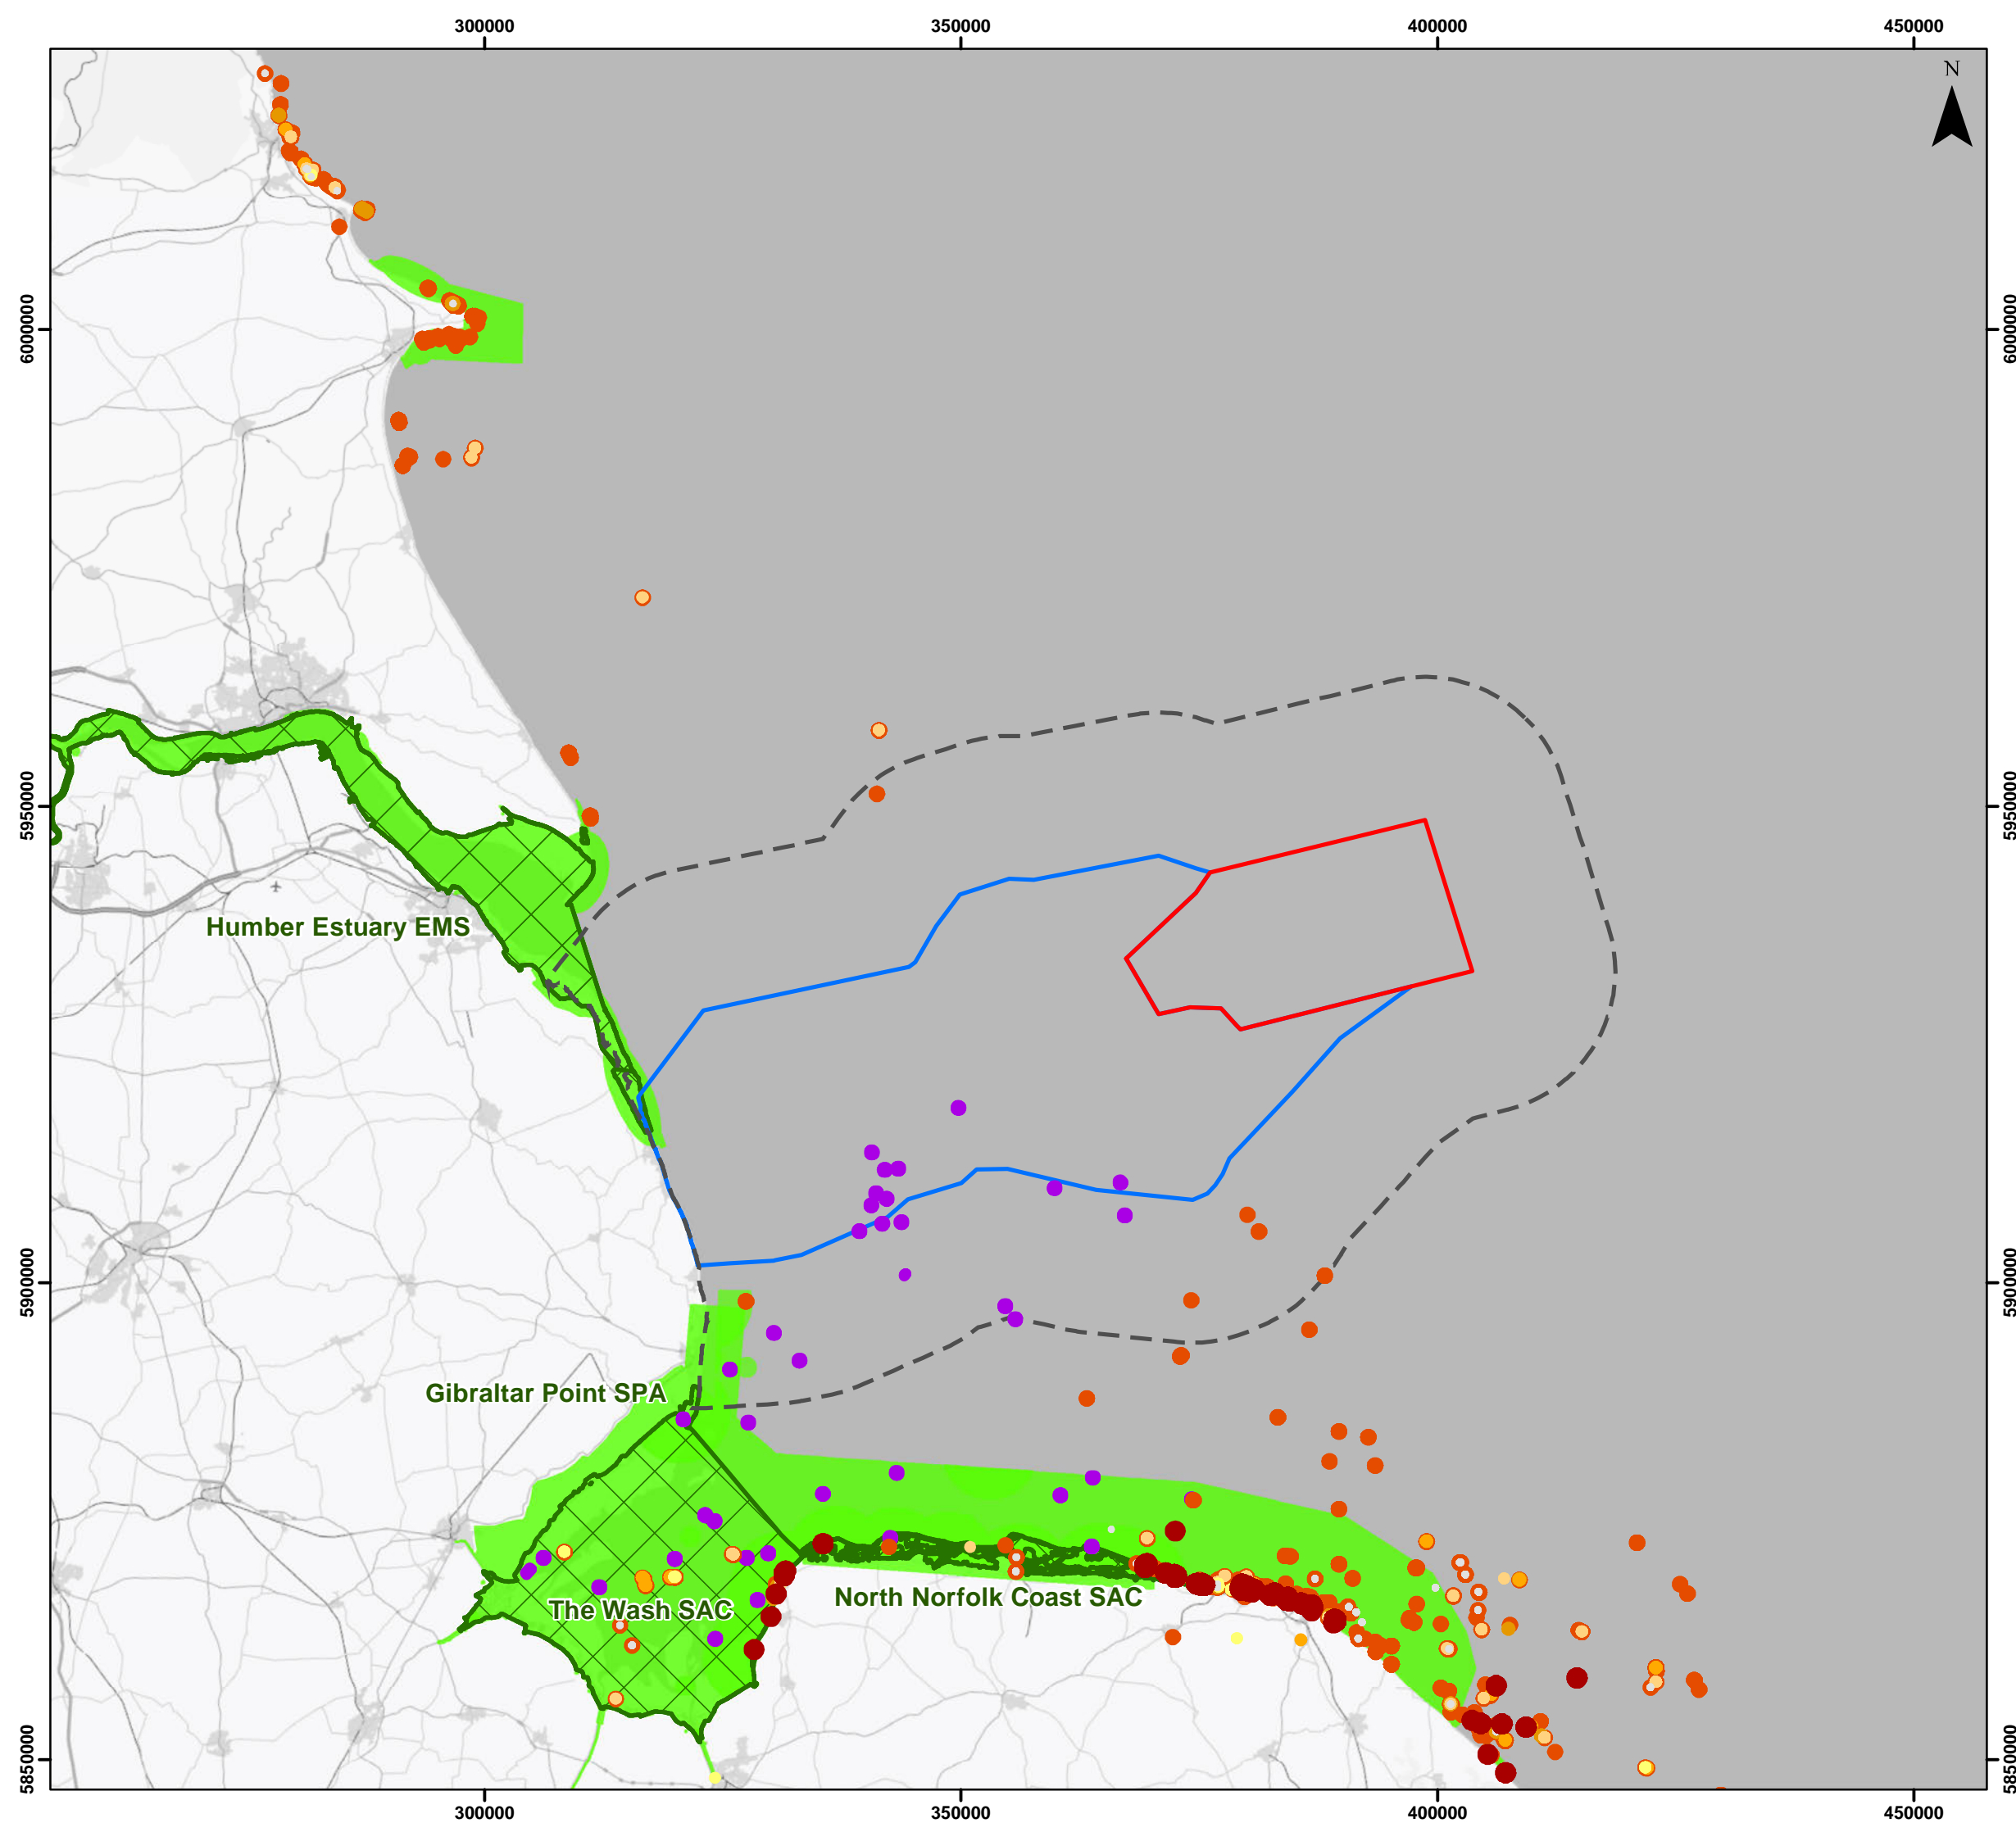 300000 350000 400000 450000
N
6000000 6000000
5950000 5950000
Humber Estuary EMS
5900000 5900000
Gibraltar Point SPA
North Norfolk Coast SAC
The Wash SAC
5850000 5850000
300000 350000 400000 450000